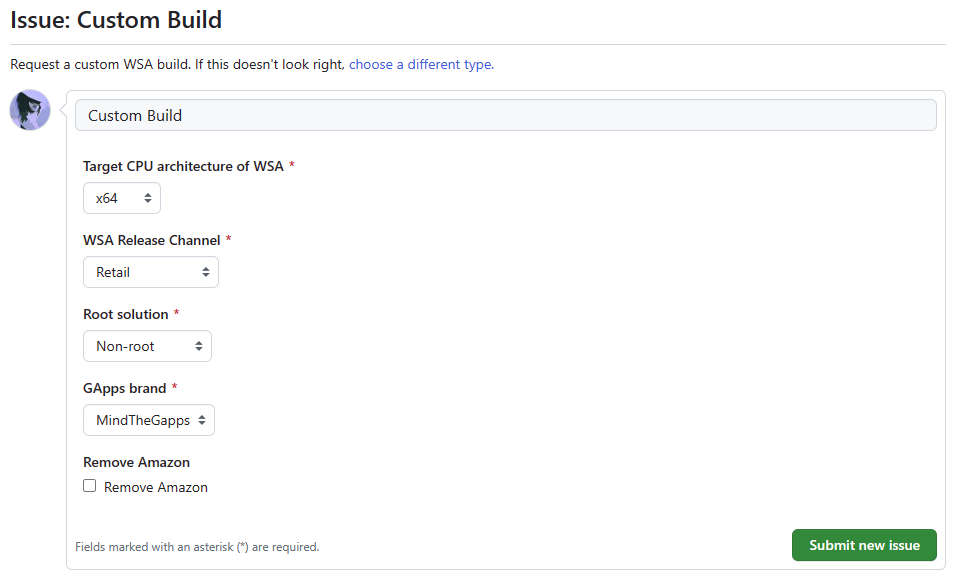 Issue: Custom Build
Request a custom WSA build. If this doesn't look right, choose a different type.
Custom Build
Target CPU architecture of WSA *
x64
WSA Release Channel *
Retail
Root solution *
Non-root
GApps brand *
MindTheGapps
Remove Amazon
Remove Amazon
Fields marked with an asterisk (*) are required.
Submit new issue